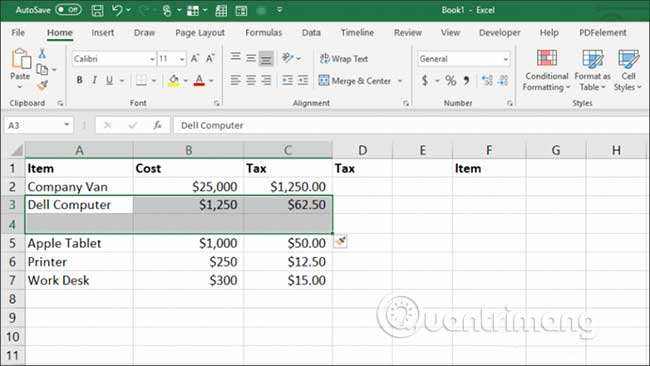 AutoSave Off Book1 - Excel
File Home Insert Draw Page Layout Formulas Data Review View Developer Help PDFelement
Paste Calibri 11 A A Wrap Text General Conditional Formatting Format as Table Cell Styles
B I U A Merge & Center $ % 9
Clipboard Font Alignment Number Styles
A3 fx Dell Computer
A B C D E F G H
1 Item Cost Tax Tax Item
2 Company Van $25,000 $1,250.00
3 Dell Computer $1,250 $62.50
4
5 Apple Tablet $1,000 $50.00
6 Printer $250 $12.50
7 Work Desk $300 $15.00
8
9
10
11
Quantrimang